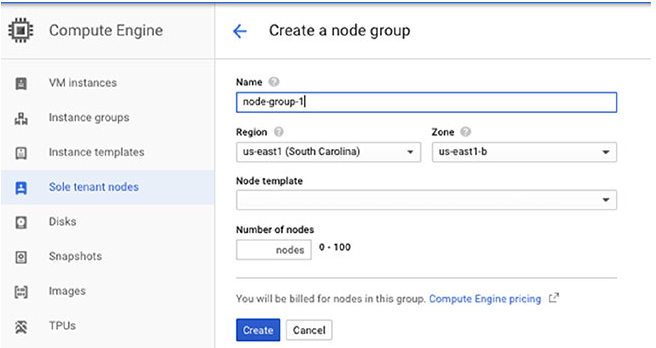 Compute Engine
VM instances
Instance groups
Instance templates
Sole tenant nodes
Disks
Snapshots
Images
TPUs
Create a node group
Name
node-group-1
Region
Zone
us-east1 (South Carolina)
us-east1-b
Node template
Number of nodes
nodes
0 - 100
You will be billed for nodes in this group. Compute Engine pricing
Create
Cancel